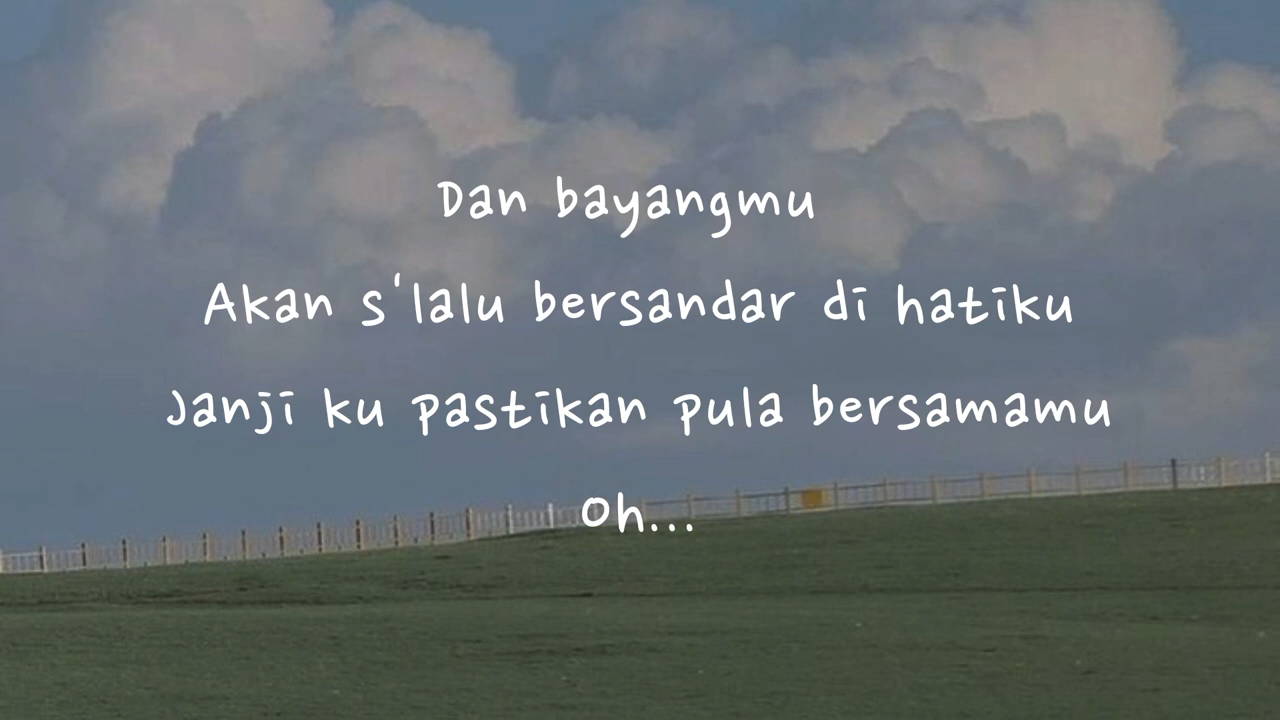 Dan bayangmu
Akan s'lalu bersandar di hatiku
Janji ku pastikan pula bersamamu
Oh...